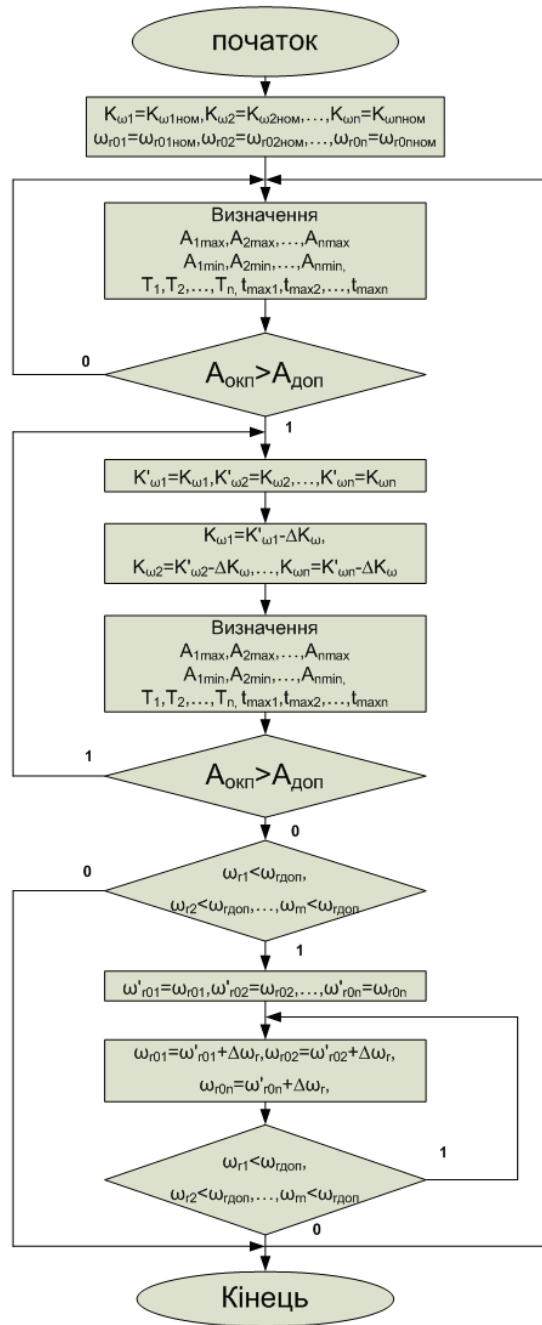 початок
Kω1=Kω1ном,Kω2=Kω2ном,...,Kωn=Kωnном
ωr01=ωr01ном,ωr02=ωr02ном,...,ωr0n=ωr0nном
Визначення
A1max,A2max,...,Anmax
A1min,A2min,...,Anmin,
T1,T2,...,Tn,tmax1,tmax2,...,tmaxn
0
Aокп>Aдоп
1
K'ω1=Kω1,K'ω2=Kω2,...,K'ωn=Kωn
Kω1=K'ω1-ΔKω,
Kω2=K'ω2-ΔKω,...,Kωn=K'ωn-ΔKω
Визначення
A1max,A2max,...,Anmax
A1min,A2min,...,Anmin,
T1,T2,...,Tn,tmax1,tmax2,...,tmaxn
1
Aокп>Aдоп
0
0
ωr1<ωrдоп,
ωr2<ωrдоп,...,ωrn<ωrдоп
1
ω'r01=ωr01,ω'r02=ωr02,...,ω'r0n=ωr0n
ωr01=ω'r01+Δωr,ωr02=ω'r02+Δωr,
ωr0n=ω'r0n+Δωr,
1
ωr1<ωrдоп,
ωr2<ωrдоп,...,ωrn<ωrдоп
0
Кінець